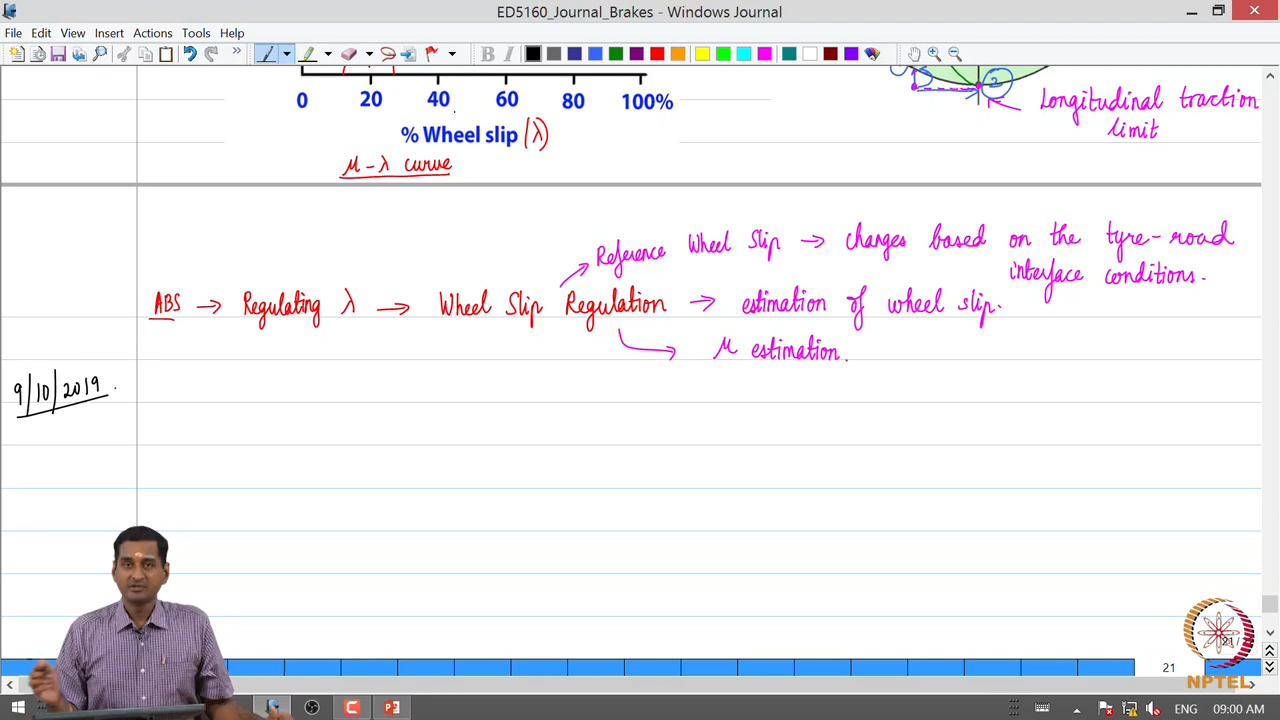 ED5160_Journal_Brakes - Windows Journal
File Edit View Insert Actions Tools Help
0 20 40 60 80 100%
% Wheel slip (λ)
μ - λ curve
2
Longitudinal traction
limit
Reference Wheel Slip → changes based on the tyre-road
interface conditions.
ABS → Regulating λ → Wheel Slip Regulation → estimation of wheel slip.
μ estimation.
9/10/2019
21 /
21
NPTEL
ENG 09:00 AM